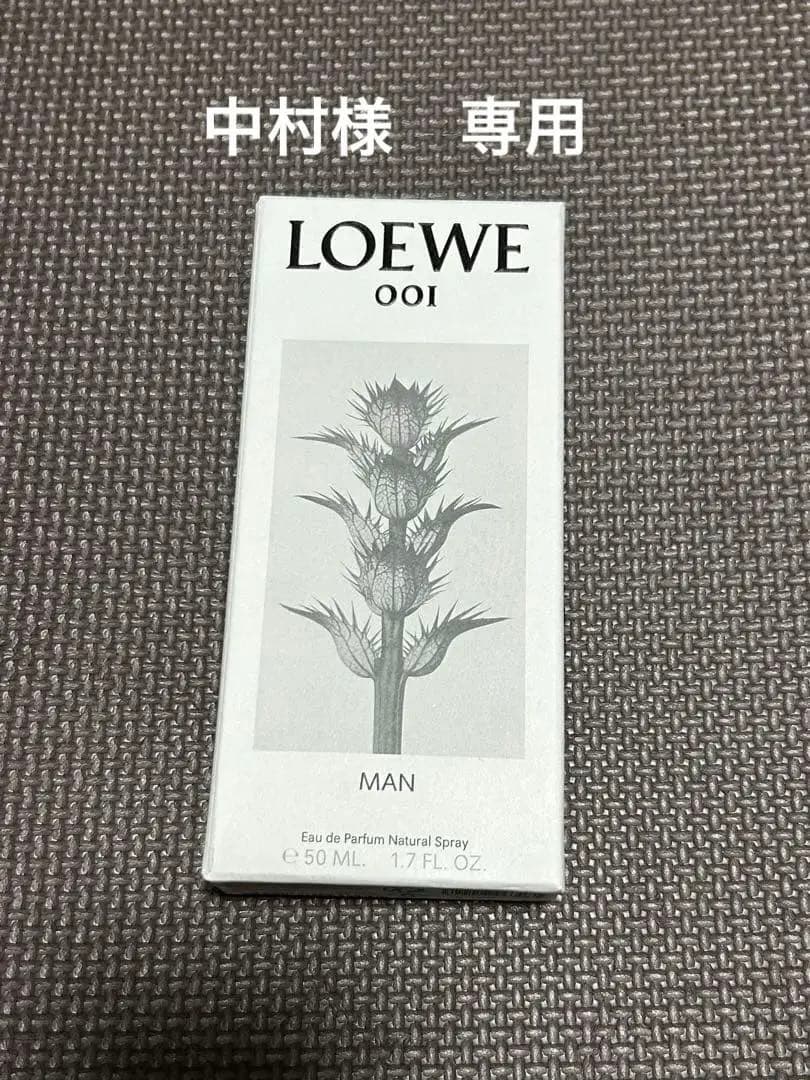 中村様　専用
LOEWE
001
MAN
Eau de Parfum Natural Spray
℮ 50 ML. 1.7 FL. OZ.